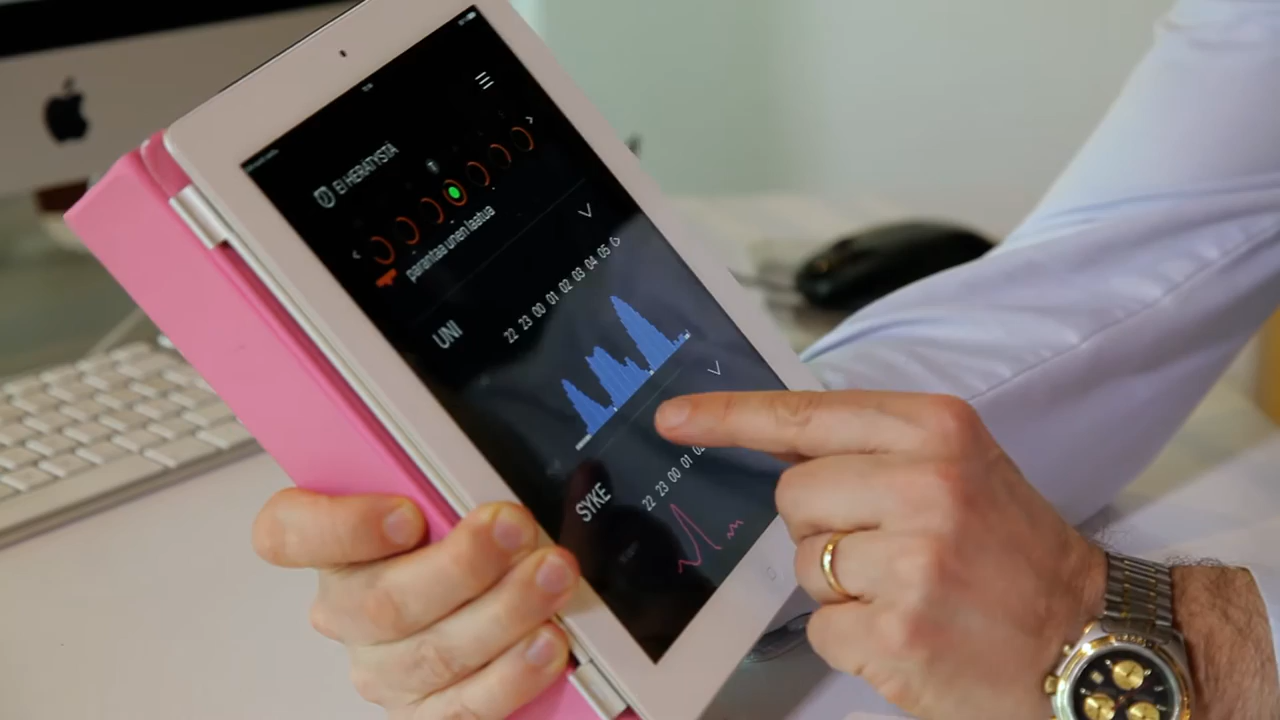 EI HERÄTYSTÄ
T
parantaa unen laatua
UNI
22 23 00 01 02 03 04 05
SYKE
22 23 00 01